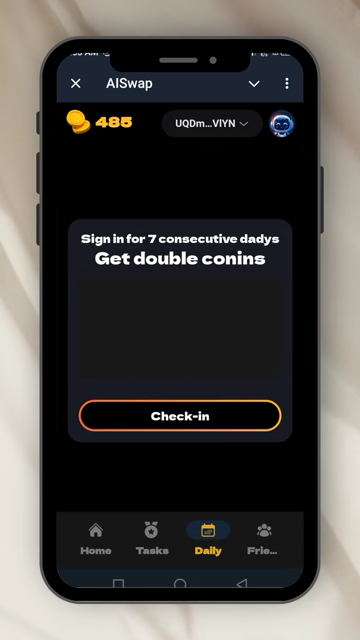 AISwap
485
UQDm...VIYN
Sign in for 7 consecutive dadys
Get double conins
Check-in
Home
Tasks
Daily
Frie...